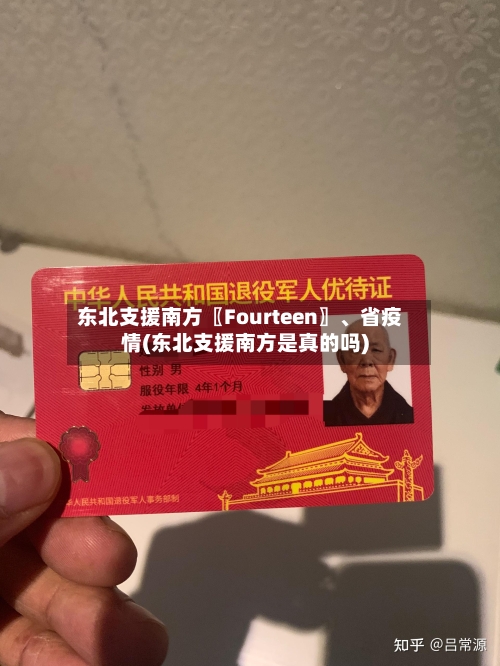 中华人民共和国退役军人优待证
东北支援南方〖Fourteen〗、省疫
情(东北支援南方是真的吗)
性别 男
服役年限 4年1个月
人民共和国退役军人事务部制
知乎 @吕常源